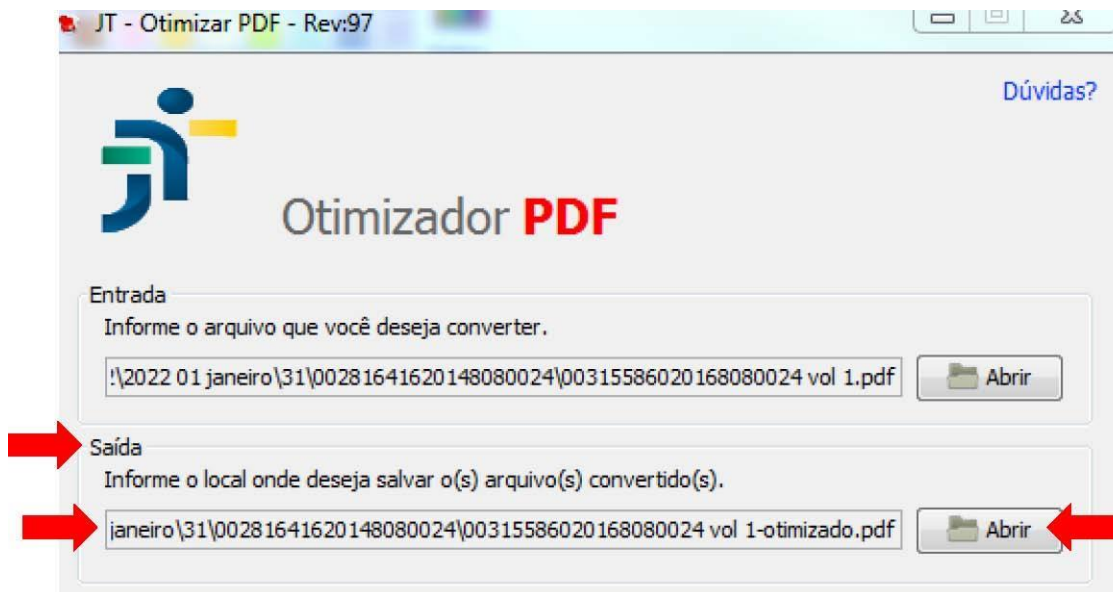 JT - Otimizar PDF - Rev:97
Dúvidas?
Otimizador PDF
Entrada
Informe o arquivo que você deseja converter.
!\2022 01 janeiro\31\00281641620148080024\00315586020168080024 vol 1.pdf Abrir
Saída
Informe o local onde deseja salvar o(s) arquivo(s) convertido(s).
janeiro\31\00281641620148080024\00315586020168080024 vol 1-otimizado.pdf Abrir